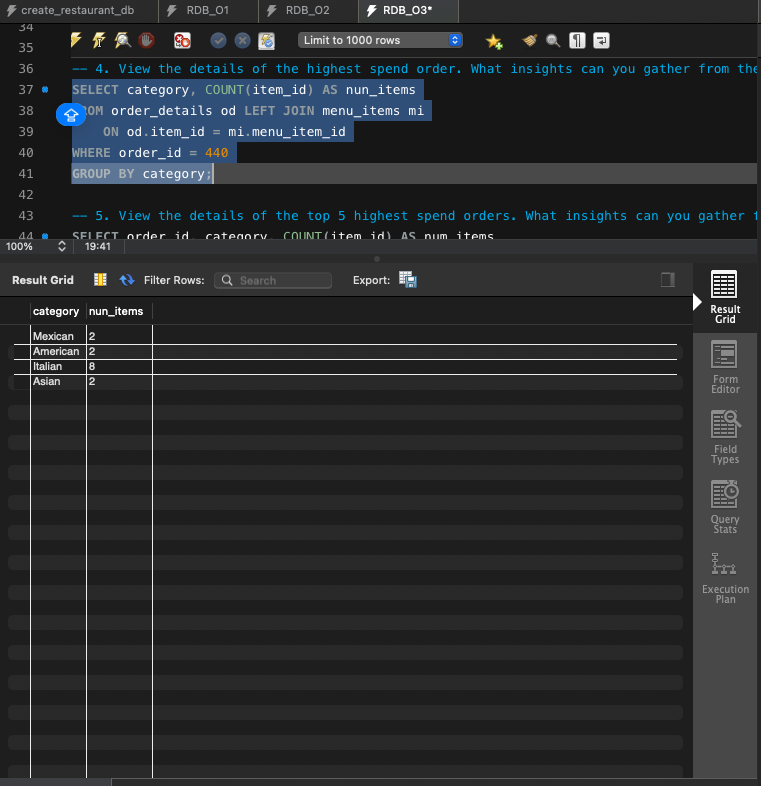 create_restaurant_db RDB_O1 RDB_O2 RDB_O3*
34
35 Limit to 1000 rows
36 -- 4. View the details of the highest spend order. What insights can you gather from the
37 SELECT category, COUNT(item_id) AS nun_items
38 OM order_details od LEFT JOIN menu_items mi
39 ON od.item_id = mi.menu_item_id
40 WHERE order_id = 440
41 GROUP BY category;
42
43 -- 5. View the details of the top 5 highest spend orders. What insights can you gather f
44 SELECT order_id, category, COUNT(item_id) AS num_items
100% 19:41
Result Grid Filter Rows: Search Export:
category nun_items
Mexican 2
American 2
Italian 8
Asian 2
Result
Grid
Form
Editor
Field
Types
Query
Stats
Execution
Plan